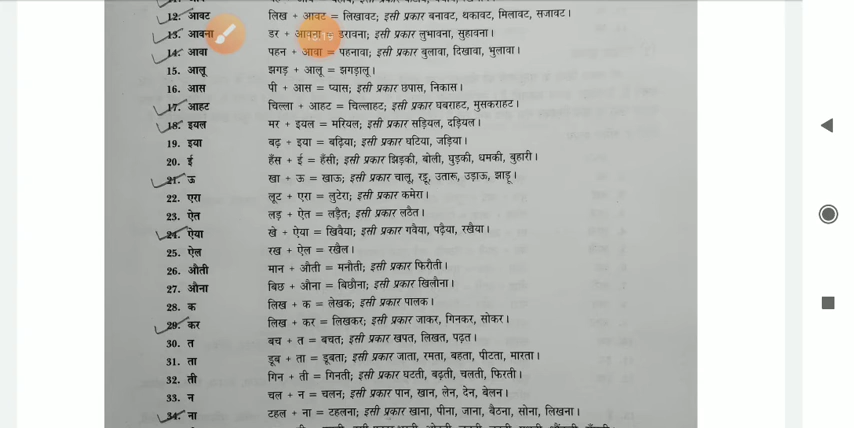 12. आवट लिख + आवट = लिखावट; इसी प्रकार बनावट, थकावट, मिलावट, सजावट।
13. आवना डर + आवना = डरावना; इसी प्रकार लुभावना, सुहावना।
14. आवा पहन + आवा = पहनावा; इसी प्रकार बुलावा, दिखावा, भुलावा।
15. आलू झगड़ + आलू = झगड़ालू।
16. आस पी + आस = प्यास; इसी प्रकार छपास, निकास।
17. आहट चिल्ला + आहट = चिल्लाहट; इसी प्रकार घबराहट, मुसकराहट।
18. इयल मर + इयल = मरियल; इसी प्रकार सड़ियल, दड़ियल।
19. इया बढ़ + इया = बढ़िया; इसी प्रकार घटिया, जड़िया।
20. ई हँस + ई = हँसी; इसी प्रकार झिड़की, बोली, घुड़की, धमकी, बुहारी।
21. ऊ खा + ऊ = खाऊ; इसी प्रकार चालू, रट्टू, उतारू, उड़ाऊ, झाड़ू।
22. एरा लूट + एरा = लुटेरा; इसी प्रकार कमेरा।
23. ऐत लड़ + ऐत = लड़ैत; इसी प्रकार लठैत।
24. ऐया खे + ऐया = खिवैया; इसी प्रकार गवैया, पढ़ैया, रखैया।
25. ऐल रख + ऐल = रखैल।
26. औती मान + औती = मनौती; इसी प्रकार फिरौती।
27. औना बिछ + औना = बिछौना; इसी प्रकार खिलौना।
28. क लिख + क = लेखक; इसी प्रकार पालक।
29. कर लिख + कर = लिखकर; इसी प्रकार जाकर, गिनकर, सोकर।
30. त बच + त = बचत; इसी प्रकार खपत, लिखत, पढ़त।
31. ता डूब + ता = डूबता; इसी प्रकार जाता, रमता, बहता, पीटता, मारता।
32. ती गिन + ती = गिनती; इसी प्रकार घटती, बढ़ती, चलती, फिरती।
33. न चल + न = चलन; इसी प्रकार पान, खान, लेन, देन, बेलन।
34. ना टहल + ना = टहलना; इसी प्रकार खाना, पीना, जाना, बैठना, सोना, लिखना।